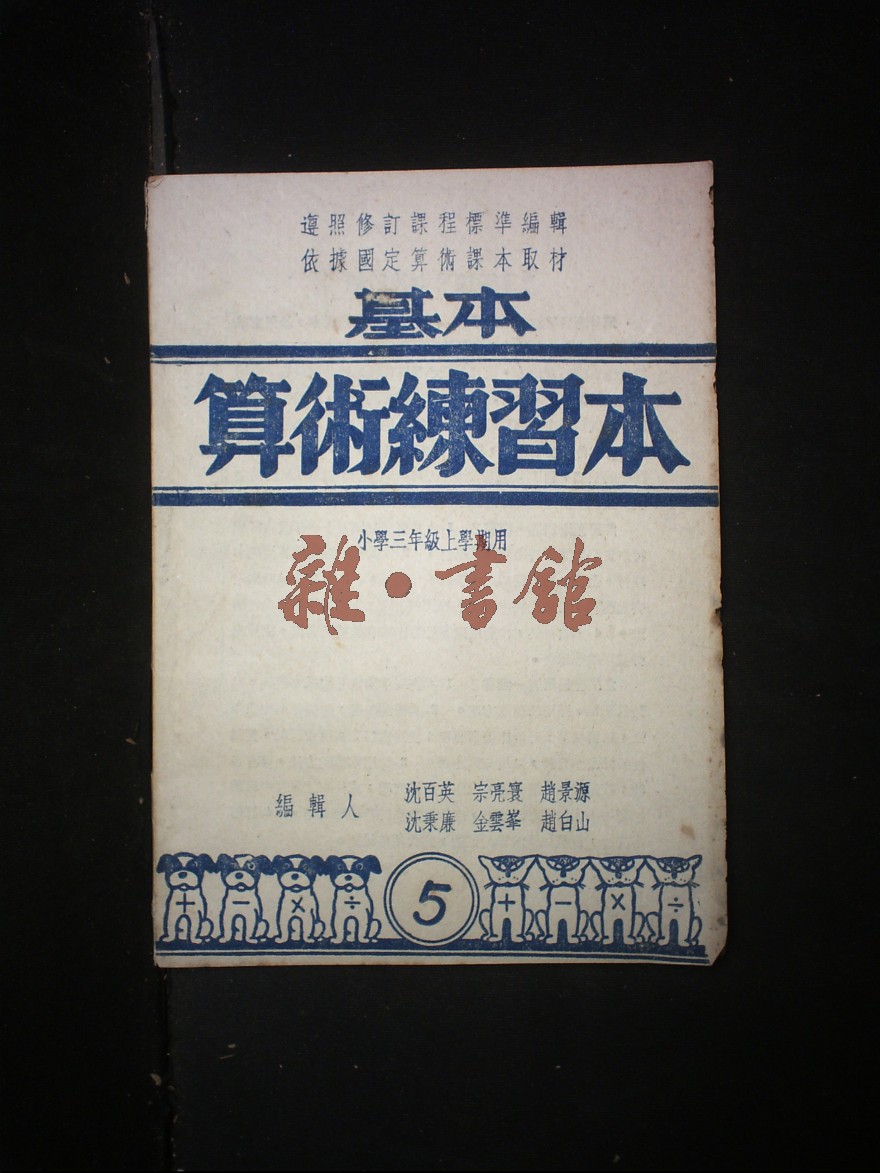 遵照修訂課程標準編輯
依據國定算術課本取材
基本
算術練習本
小學三年級上學期用
雜·書館
編輯人
沈百英 宗亮寰 趙景源
沈秉廉 金雲峯 趙白山
+ − × ÷ 5 + − × ÷